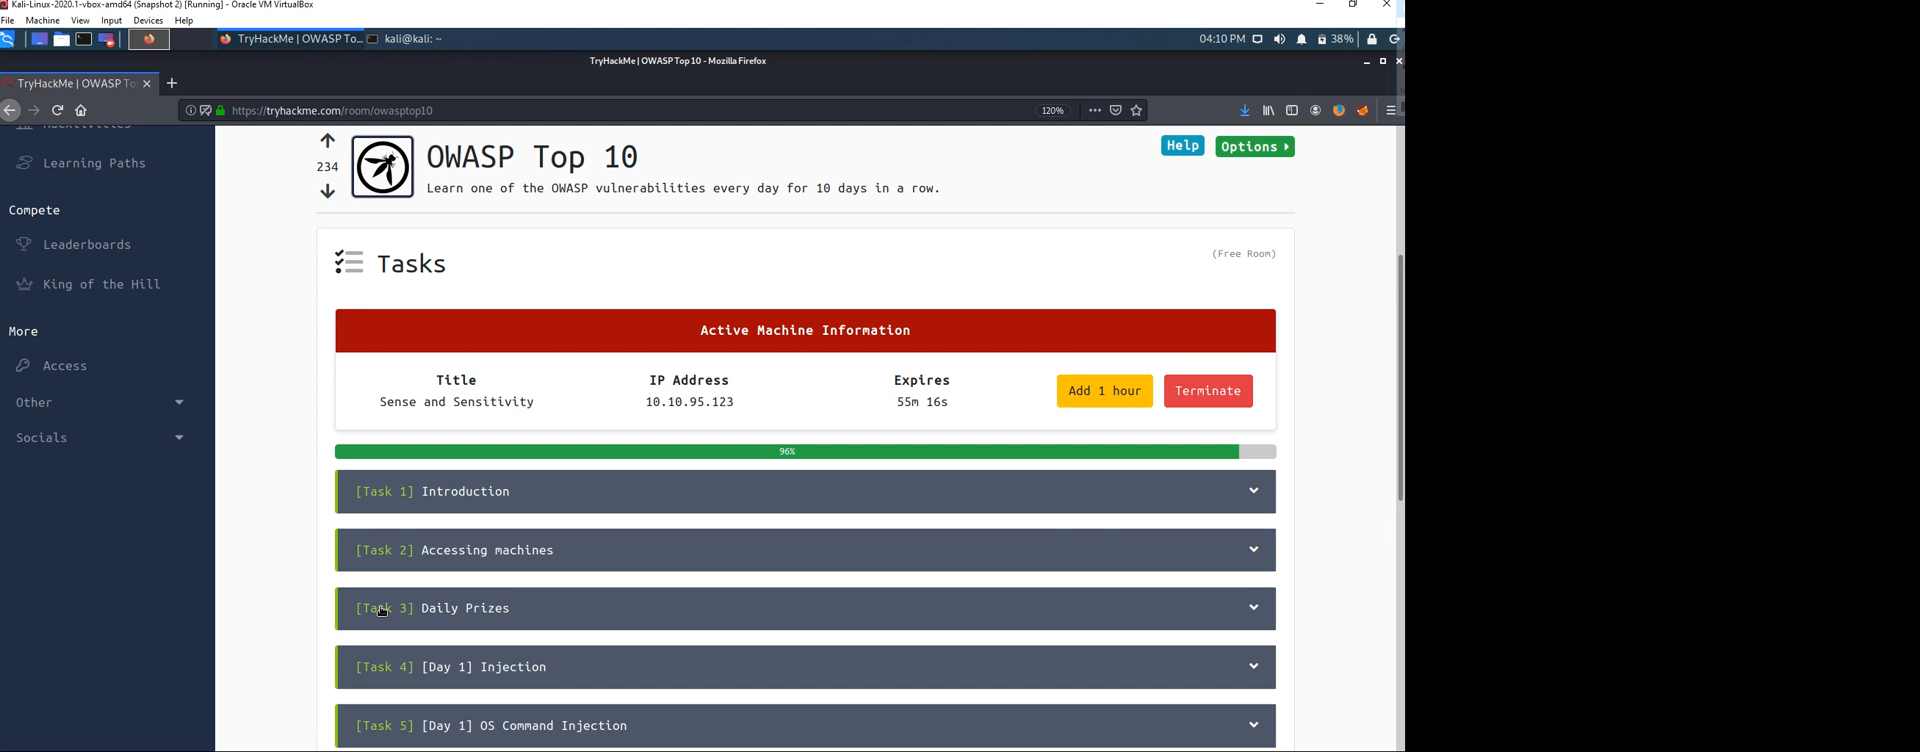 Kali-Linux-2020.1-vbox-amd64 (Snapshot 2) [Running] - Oracle VM VirtualBox
File Machine View Input Devices Help
TryHackMe | OWASP To... kali@kali: ~ 04:10 PM 38%
TryHackMe | OWASP Top 10 - Mozilla Firefox
TryHackMe | OWASP To
https://tryhackme.com/room/owasptop10 120%
Learning Paths
Compete
Leaderboards
King of the Hill
More
Access
Other
Socials
234
OWASP Top 10
Learn one of the OWASP vulnerabilities every day for 10 days in a row.
Help Options
Tasks
(Free Room)
Active Machine Information
Title IP Address Expires
Sense and Sensitivity 10.10.95.123 55m 16s
Add 1 hour Terminate
96%
[Task 1] Introduction
[Task 2] Accessing machines
[Task 3] Daily Prizes
[Task 4] [Day 1] Injection
[Task 5] [Day 1] OS Command Injection